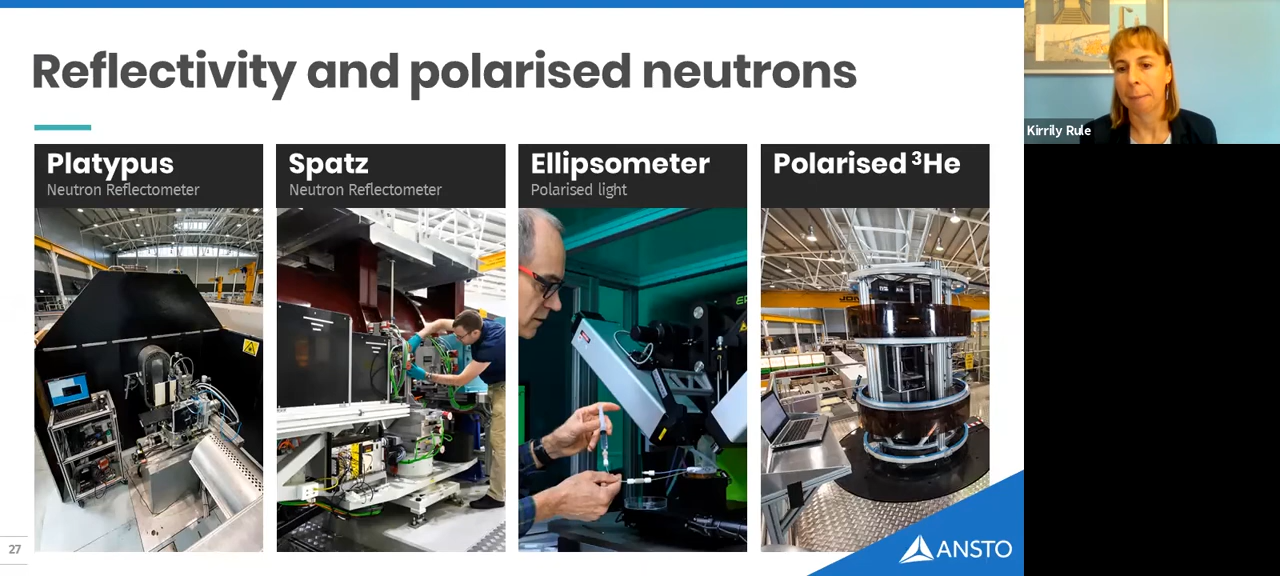 Reflectivity and polarised neutrons
Platypus
Neutron Reflectometer
Spatz
Neutron Reflectometer
Ellipsometer
Polarised light
Polarised ³He
27
ANSTO
Kirrily Rule